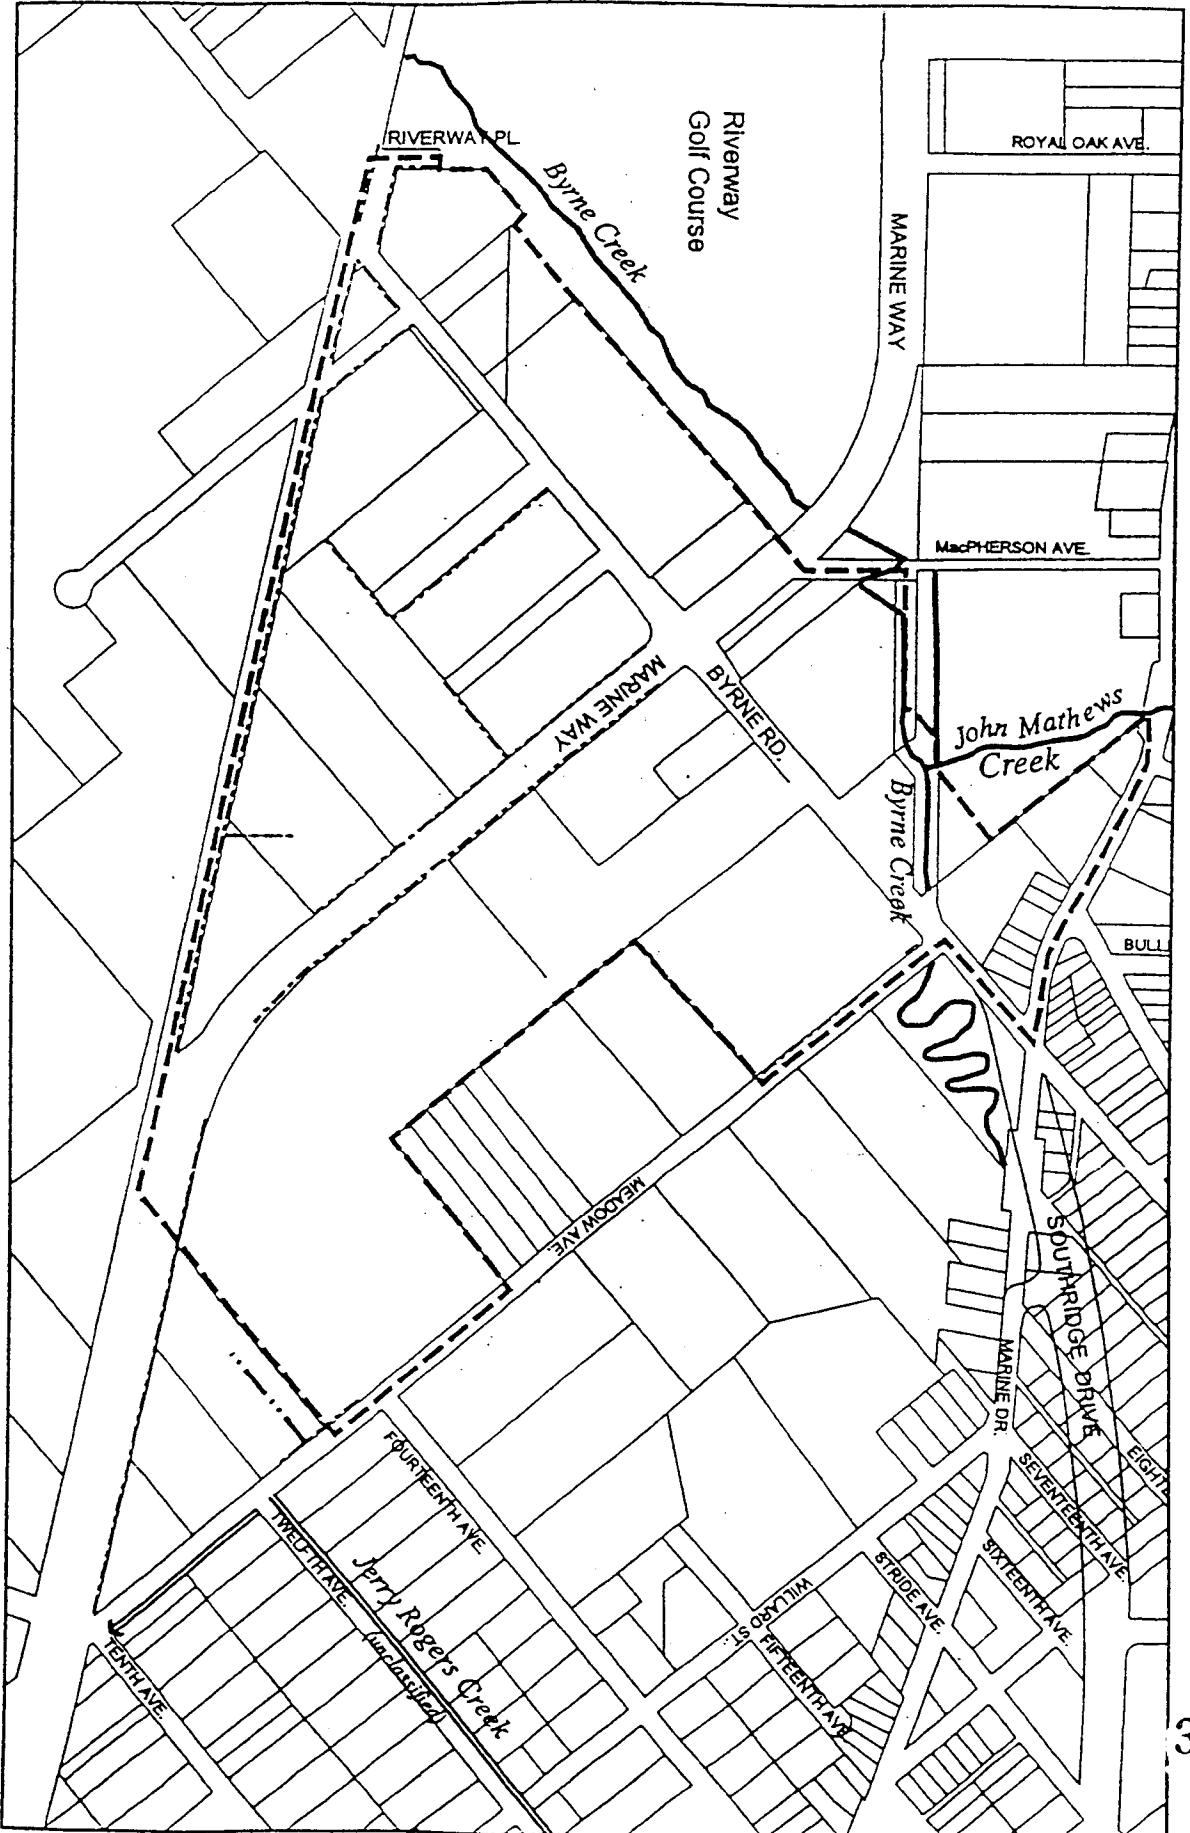 RIVERWAY PL
Riverway
Golf Course
ROYAL OAK AVE.
Byrne Creek
MARINE WAY
MacPHERSON AVE.
MARINE WAY
BYRNE RD.
John Mathews
Creek
Byrne Creek
BULL
MEADOW AVE.
SOUTHRIDGE DRIVE
MARINE DR.
EIGHTE
SEVENTEENTH AVE.
SIXTEENTH AVE.
STRIDE AVE.
WILLARD ST.
FIFTEENTH AVE
FOURTEENTH AVE.
TWELFTH AVE.
Jerry Rogers Creek
(unclassified)
TENTH AVE.
3